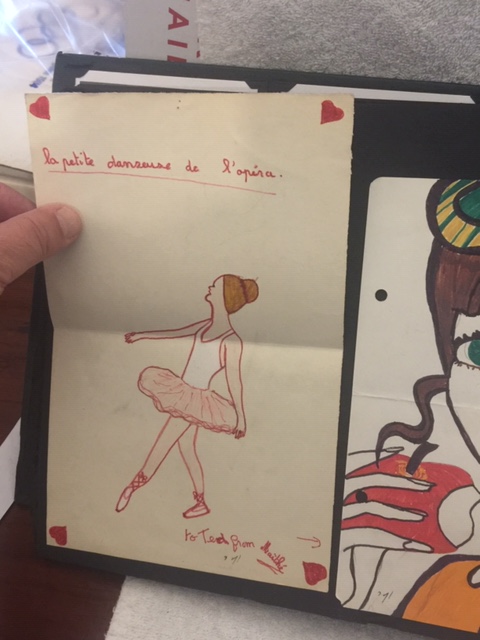 la petite danseuse de l'opéra.
to Ted from